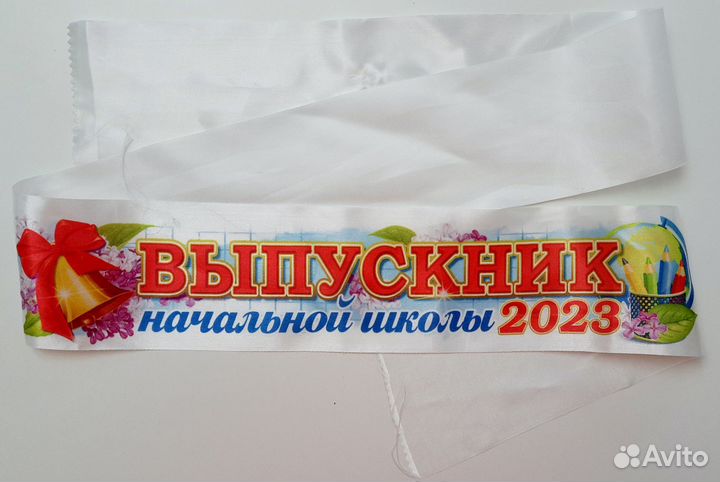 ВЫПУСКНИК
начальной школы 2023
Avito